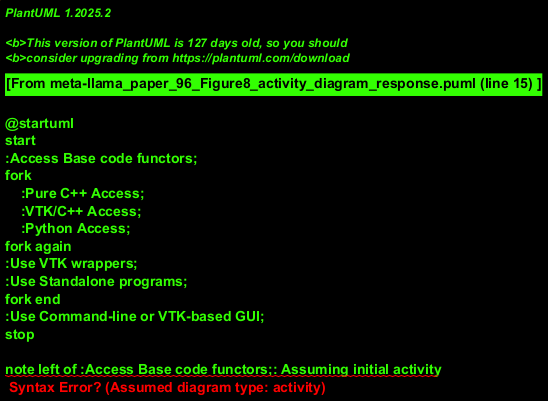 PlantUML 1.2025.2
<b>This version of PlantUML is 127 days old, so you should
<b>consider upgrading from https://plantuml.com/download
[From meta-llama_paper_96_Figure8_activity_diagram_response.puml (line 15) ]
@startuml
start
:Access Base code functors;
fork
    :Pure C++ Access;
    :VTK/C++ Access;
    :Python Access;
fork again
:Use VTK wrappers;
:Use Standalone programs;
fork end
:Use Command-line or VTK-based GUI;
stop
note left of :Access Base code functors;: Assuming initial activity
Syntax Error? (Assumed diagram type: activity)